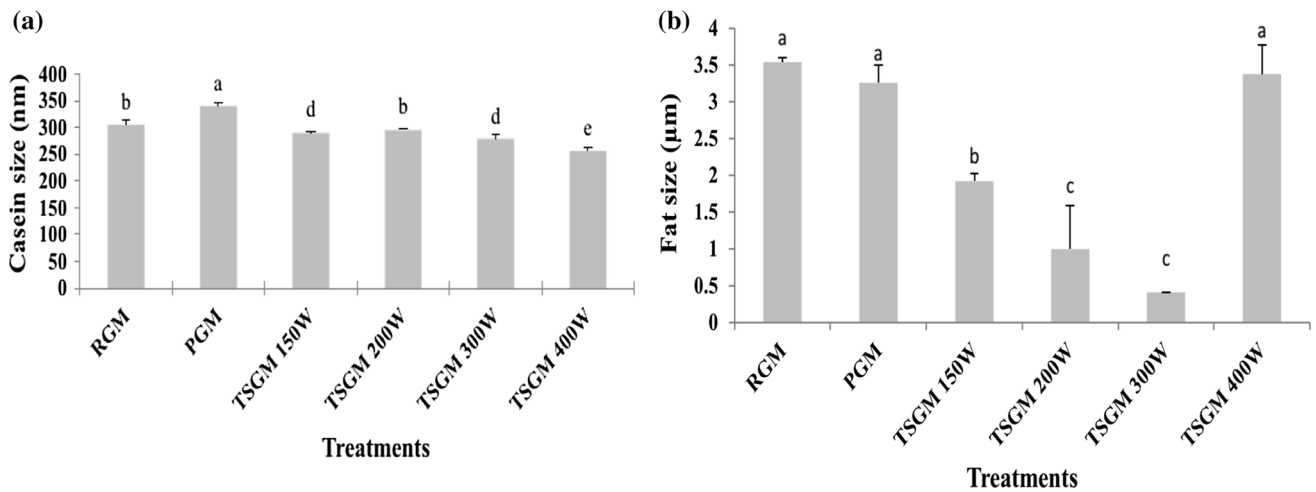 (a)
Casein size (nm)
400
350
300
250
200
150
100
50
0
b
a
d
b
d
e
RGM
PGM
TSGM 150W
TSGM 200W
TSGM 300W
TSGM 400W
Treatments
(b)
Fat size (µm)
4
3.5
3
2.5
2
1.5
1
0.5
0
a
a
b
c
c
a
RGM
PGM
TSGM 150W
TSGM 200W
TSGM 300W
TSGM 400W
Treatments